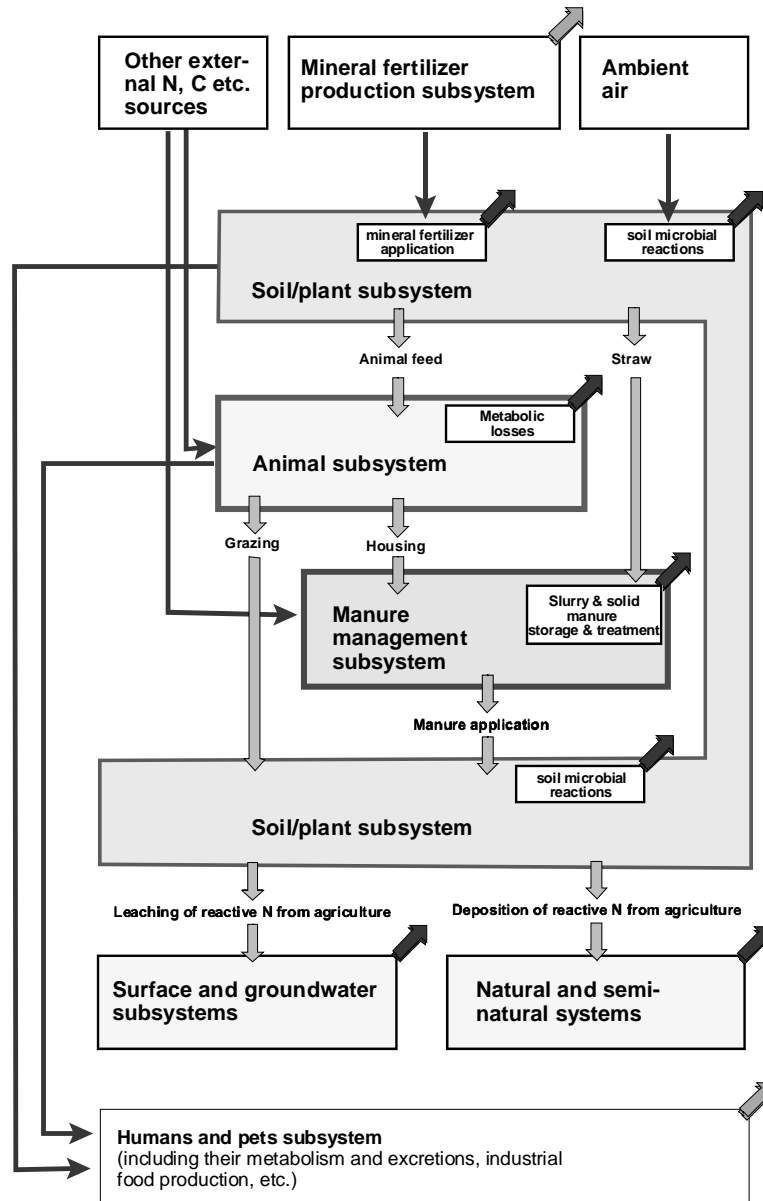 Other exter-
nal N, C etc.
sources
Mineral fertilizer
production subsystem
Ambient
air
mineral fertilizer
application
soil microbial
reactions
Soil/plant subsystem
Animal feed
Straw
Metabolic
losses
Animal subsystem
Grazing
Housing
Slurry & solid
manure
storage & treatment
Manure
management
subsystem
Manure application
soil microbial
reactions
Soil/plant subsystem
Leaching of reactive N from agriculture
Deposition of reactive N from agriculture
Surface and groundwater
subsystems
Natural and semi-
natural systems
Humans and pets subsystem
(including their metabolism and excretions, industrial
food production, etc.)